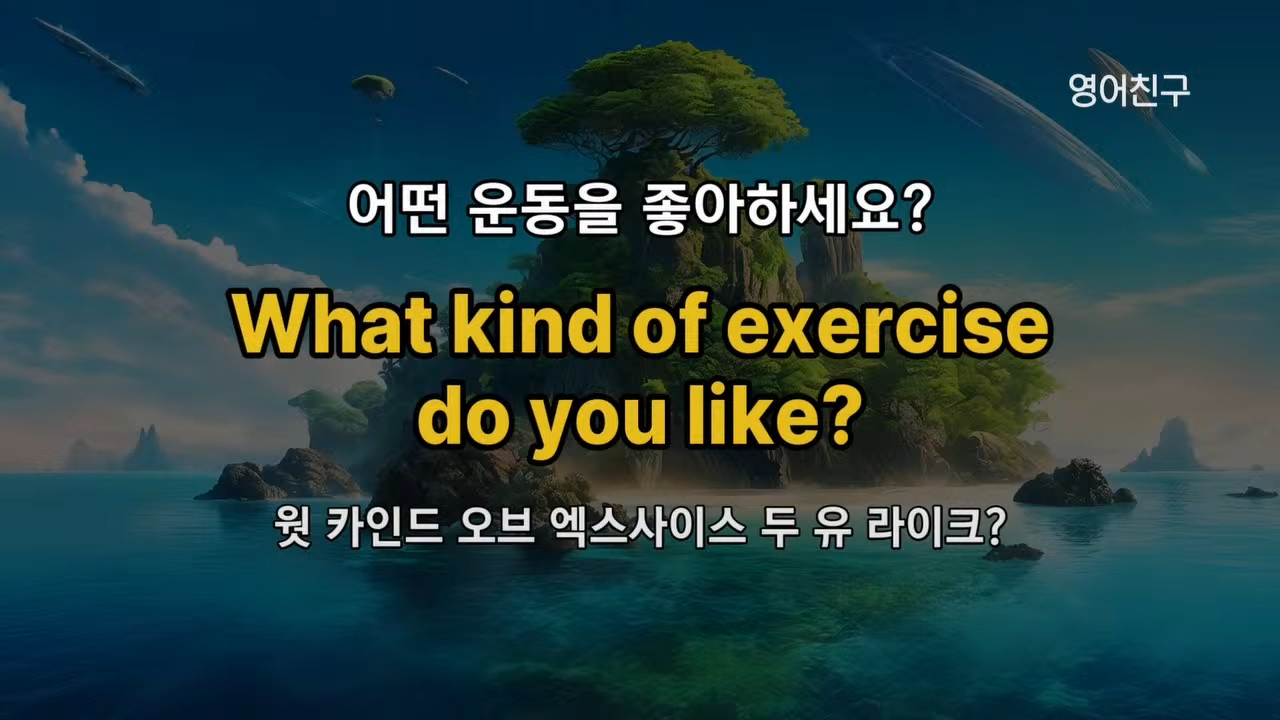 영어친구
어떤 운동을 좋아하세요?
What kind of exercise
do you like?
웟 카인드 오브 엑스사이스 두 유 라이크?